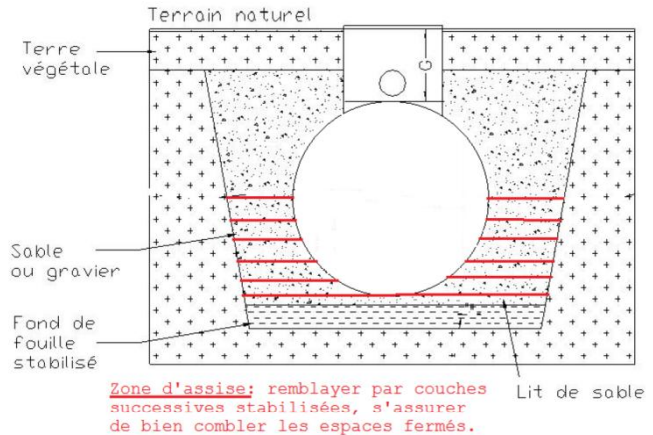 Terrain naturel
Terre
végétale
G
Sable
ou gravier
Fond de
fouille
stabilisé
Lit de sable
Zone d'assise: remblayer par couches
successives stabilisées, s'assurer
de bien combler les espaces fermés.